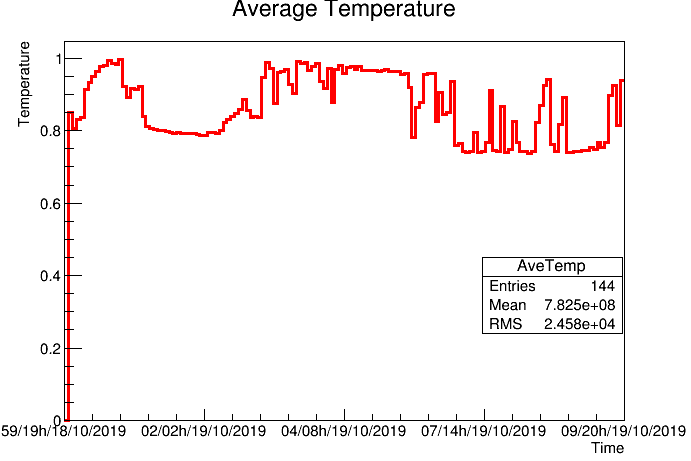 Average Temperature
Temperature
1
0.8
0.6
0.4
0.2
0
AveTemp
Entries 144
Mean 7.825e+08
RMS 2.458e+04
59/19h/18/10/2019 02/02h/19/10/2019 04/08h/19/10/2019 07/14h/19/10/2019 09/20h/19/10/2019
Time